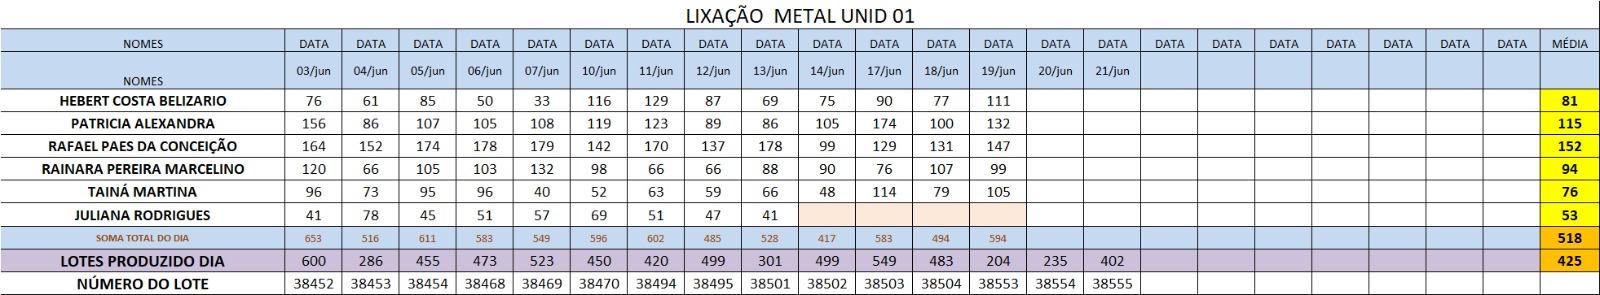 LIXAÇÃO METAL UNID 01
NOMES DATA DATA DATA DATA DATA DATA DATA DATA DATA DATA DATA DATA DATA DATA DATA DATA DATA DATA DATA DATA DATA DATA MÉDIA
NOMES 03/jun 04/jun 05/jun 06/jun 07/jun 10/jun 11/jun 12/jun 13/jun 14/jun 17/jun 18/jun 19/jun 20/jun 21/jun
HEBERT COSTA BELIZARIO 76 61 85 50 33 116 129 87 69 75 90 77 111 81
PATRICIA ALEXANDRA 156 86 107 105 108 119 123 89 86 105 174 100 132 115
RAFAEL PAES DA CONCEIÇÃO 164 152 174 178 179 142 170 137 178 99 129 131 147 152
RAINARA PEREIRA MARCELINO 120 66 105 103 132 98 66 66 88 90 76 107 99 94
TAINÁ MARTINA 96 73 95 96 40 52 63 59 66 48 114 79 105 76
JULIANA RODRIGUES 41 78 45 51 57 69 51 47 41 53
SOMA TOTAL DO DIA 653 516 611 583 549 596 602 485 528 417 583 494 594 518
LOTES PRODUZIDO DIA 600 286 455 473 523 450 420 499 301 499 549 483 204 235 402 425
NÚMERO DO LOTE 38452 38453 38454 38468 38469 38470 38494 38495 38501 38502 38503 38504 38553 38554 38555